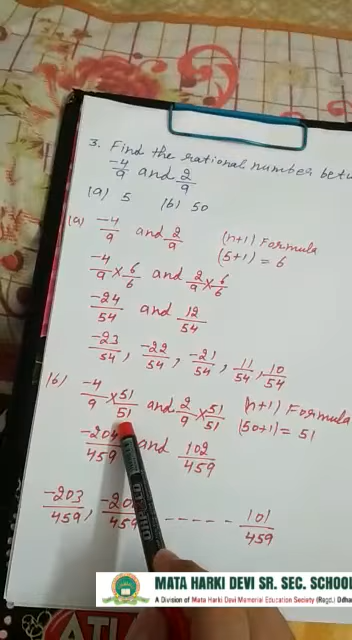 3. Find the rational number betw
-4/9 and 2/9
(a) 5 (b) 50
(a) -4/9 and 2/9 (n+1) Formula
(5+1) = 6
-4/9 × 6/6 and 2/9 × 6/6
-24/54 and 12/54
-23/54, -22/54, -21/54, 11/54, 10/54
(b) -4/9 × 51/51 and 2/9 × 51/51 (n+1) Formula
(50+1) = 51
-204/459 and 102/459
-203/459, -20 /459 ----- 101/459
MATA HARKI DEVI SR. SEC. SCHOOL
A Division of Mata Harki Devi Memorial Education Society (Regd.) Odha